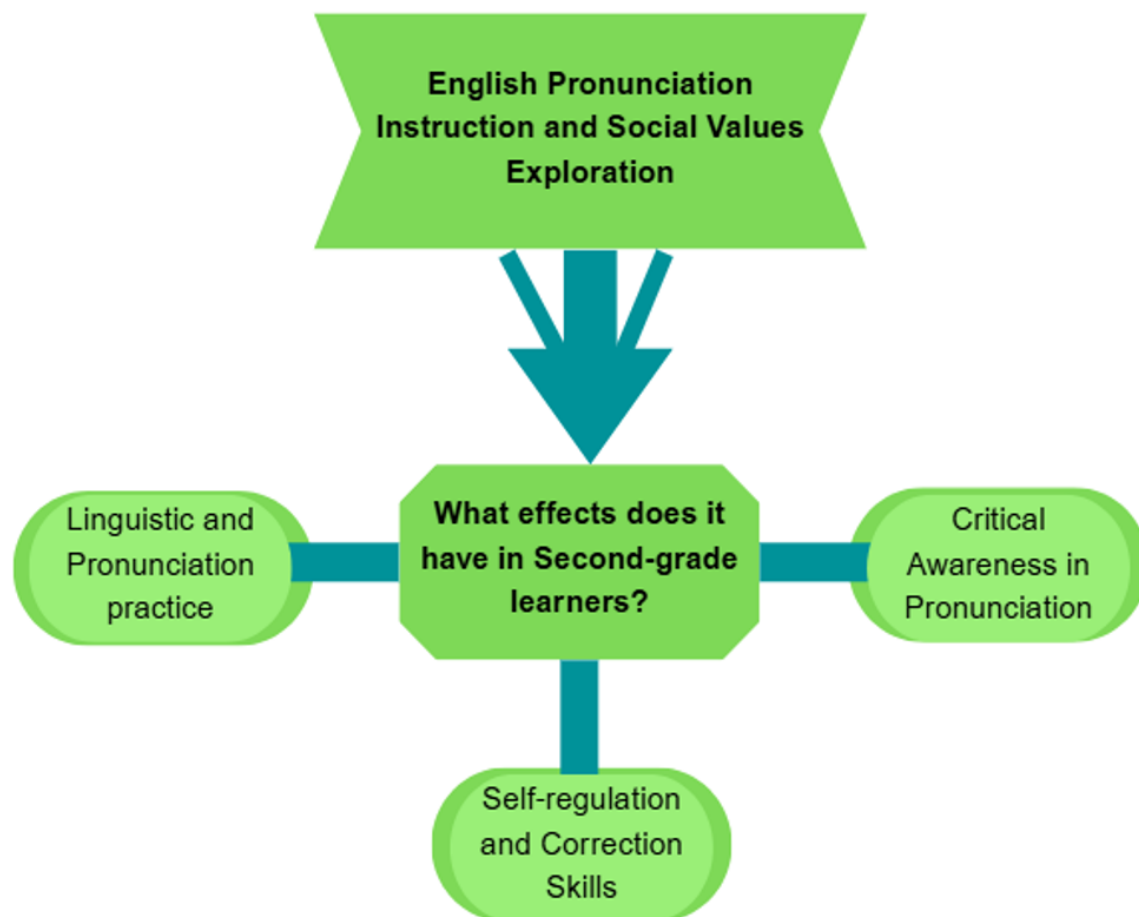 English Pronunciation
Instruction and Social Values
Exploration
What effects does it
have in Second-grade
learners?
Linguistic and
Pronunciation
practice
Critical
Awareness in
Pronunciation
Self-regulation
and Correction
Skills